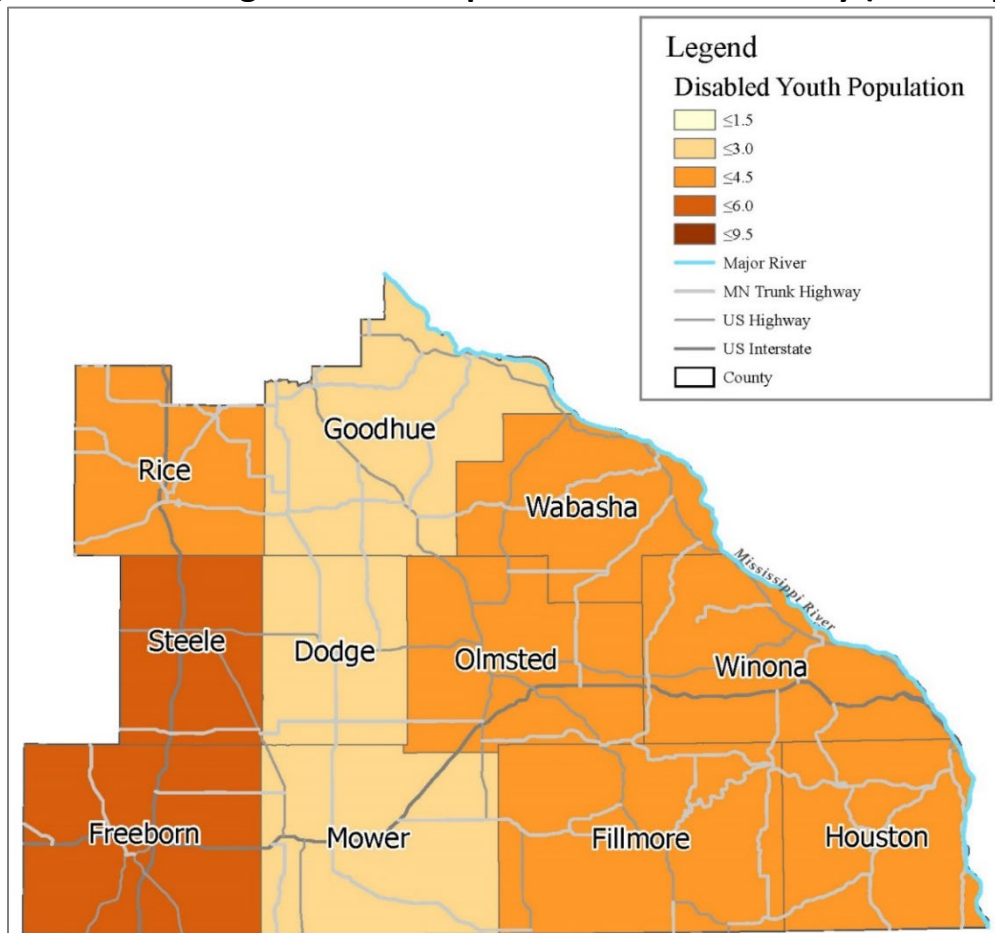 Legend
Disabled Youth Population
≤1.5
≤3.0
≤4.5
≤6.0
≤9.5
Major River
MN Trunk Highway
US Highway
US Interstate
County
Goodhue
Rice
Wabasha
Mississippi River
Steele
Dodge
Olmsted
Winona
Freeborn
Mower
Fillmore
Houston